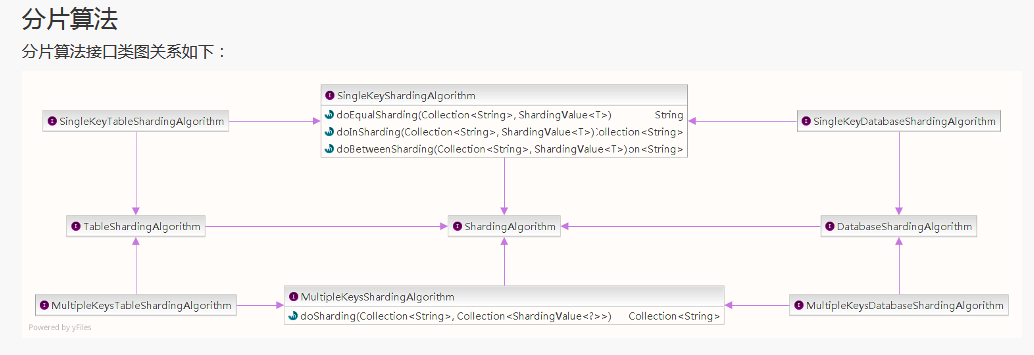 分片算法
分片算法接口类图关系如下：
SingleKeyShardingAlgorithm
SingleKeyTableShardingAlgorithm
doEqualSharding(Collection<String>, ShardingValue<T>) String
SingleKeyDatabaseShardingAlgorithm
doInSharding(Collection<String>, ShardingValue<T>):ollection<String>
doBetweenSharding(Collection<String>, ShardingValue<T>)on<String>
TableShardingAlgorithm
ShardingAlgorithm
DatabaseShardingAlgorithm
MultipleKeysShardingAlgorithm
MultipleKeysTableShardingAlgorithm
MultipleKeysDatabaseShardingAlgorithm
doSharding(Collection<String>, Collection<ShardingValue<?>>) Collection<String>
Powered by yFiles